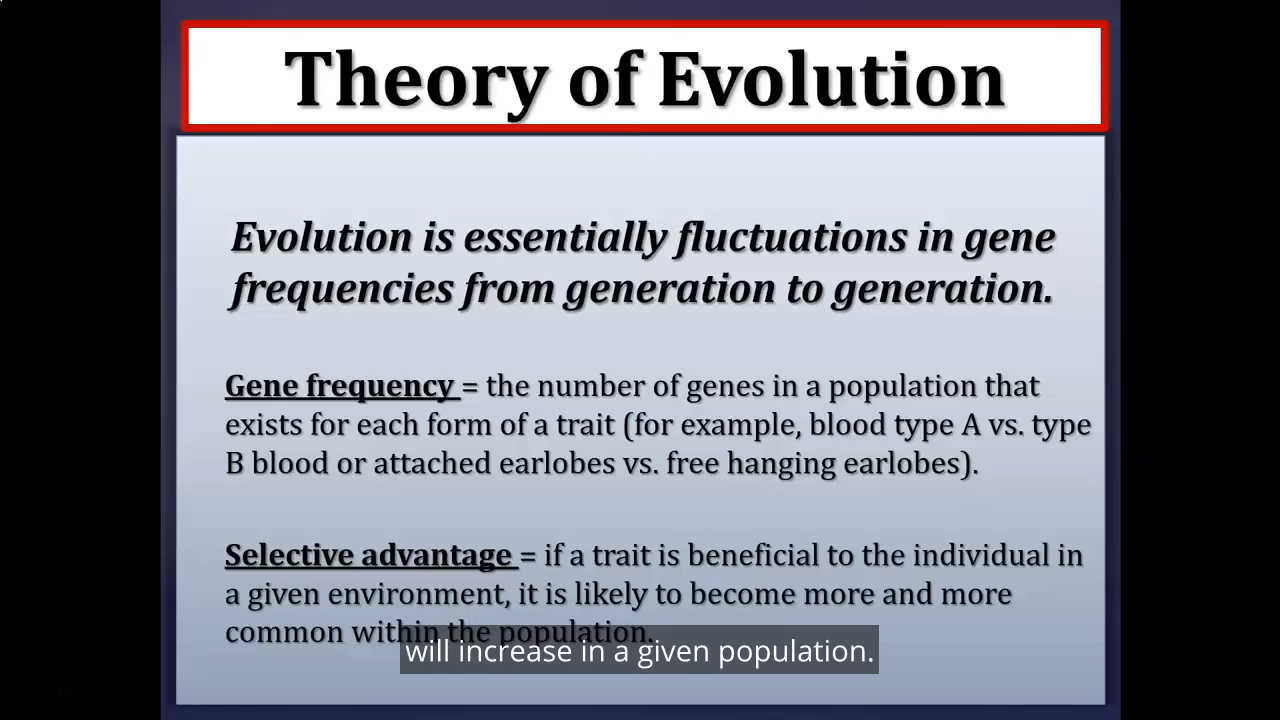 Theory of Evolution
Evolution is essentially fluctuations in gene
frequencies from generation to generation.
Gene frequency = the number of genes in a population that
exists for each form of a trait (for example, blood type A vs. type
B blood or attached earlobes vs. free hanging earlobes).
Selective advantage = if a trait is beneficial to the individual in
a given environment, it is likely to become more and more
common within the population.
will increase in a given population.